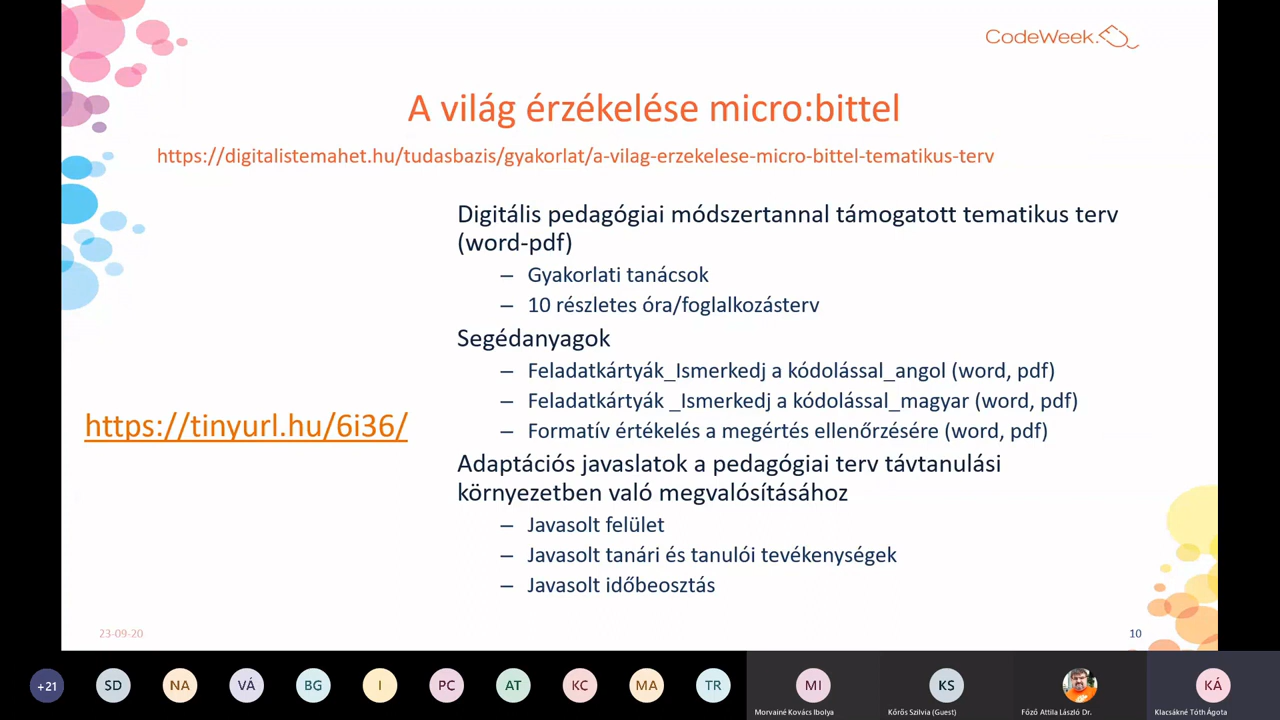 CodeWeek.
A világ érzékelése micro:bittel
https://digitalistemahet.hu/tudasbazis/gyakorlat/a-vilag-erzekelese-micro-bittel-tematikus-terv
Digitális pedagógiai módszertannal támogatott tematikus terv
(word-pdf)
– Gyakorlati tanácsok
– 10 részletes óra/foglalkozásterv
Segédanyagok
– Feladatkártyák_Ismerkedj a kódolással_angol (word, pdf)
– Feladatkártyák _Ismerkedj a kódolással_magyar (word, pdf)
– Formatív értékelés a megértés ellenőrzésére (word, pdf)
https://tinyurl.hu/6i36/
Adaptációs javaslatok a pedagógiai terv távtanulási
környezetben való megvalósításához
– Javasolt felület
– Javasolt tanári és tanulói tevékenységek
– Javasolt időbeosztás
23-09-20
10
+21 SD NA VÁ BG I PC AT KC MA TR MI KS KÁ
Morvainé Kovács Ibolya
Kőrös Szilvia (Guest)
Főző Attila László Dr.
Klacsákné Tóth Ágota